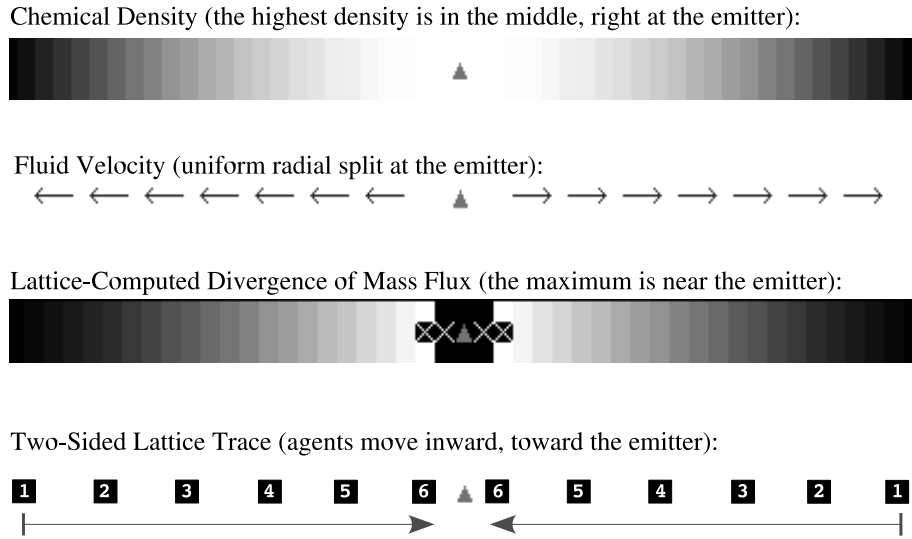 Chemical Density (the highest density is in the middle, right at the emitter):
Fluid Velocity (uniform radial split at the emitter):
Lattice-Computed Divergence of Mass Flux (the maximum is near the emitter):
Two-Sided Lattice Trace (agents move inward, toward the emitter):
1 2 3 4 5 6 6 5 4 3 2 1